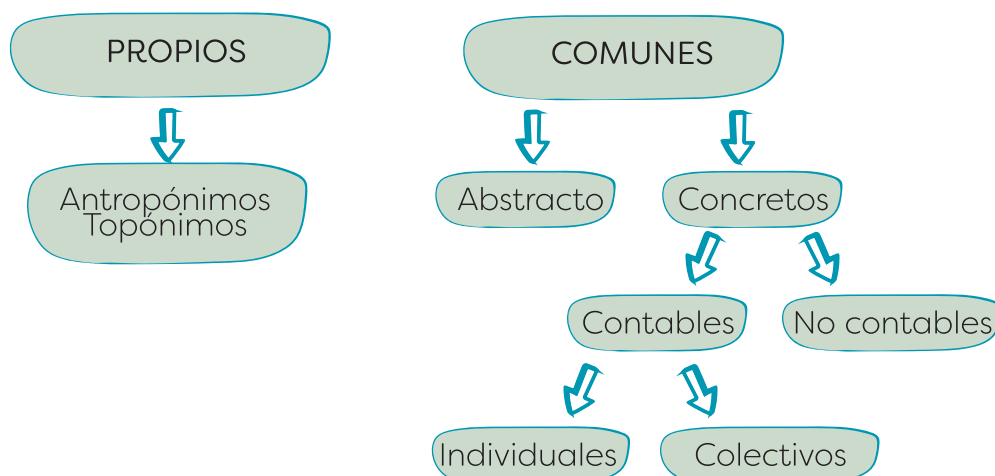 PROPIOS
COMUNES
Antropónimos
Topónimos
Abstracto
Concretos
Contables
No contables
Individuales
Colectivos